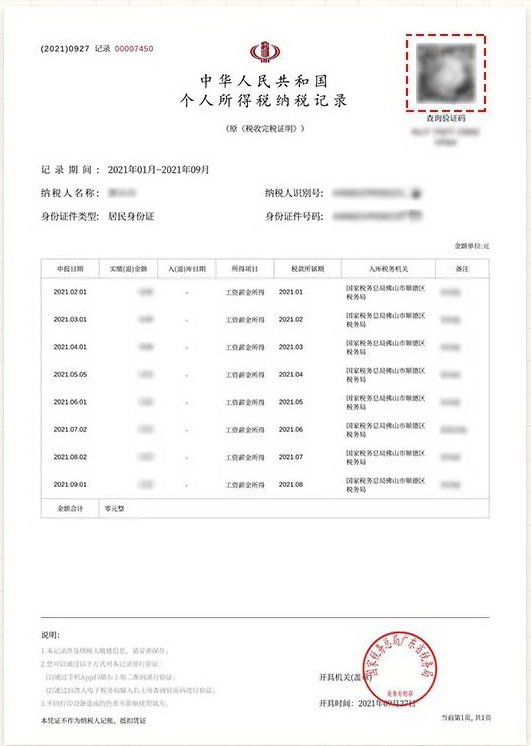 (2021)0927 记录 00007450
中华人民共和国
个人所得税纳税记录
(原《税收完税证明》)
查询验证码
记录期间: 2021年01月-2021年09月
纳税人名称: 纳税人识别号:
身份证件类型: 居民身份证 身份证件号码:
金额单位:元
申报日期 实缴(退)金额 入(退)库日期 所得项目 税款所属期 入库税务机关 备注
2021.02.01 - 工资薪金所得 2021.01 国家税务总局佛山市顺德区
税务局
2021.03.01 - 工资薪金所得 2021.02 国家税务总局佛山市顺德区
税务局
2021.04.01 - 工资薪金所得 2021.03 国家税务总局佛山市顺德区
税务局
2021.05.05 - 工资薪金所得 2021.04 国家税务总局佛山市顺德区
税务局
2021.06.01 - 工资薪金所得 2021.05 国家税务总局佛山市顺德区
税务局
2021.07.02 - 工资薪金所得 2021.06 国家税务总局佛山市顺德区
税务局
2021.08.02 - 工资薪金所得 2021.07 国家税务总局佛山市顺德区
税务局
2021.09.01 - 工资薪金所得 2021.08 国家税务总局佛山市顺德区
税务局
金额合计 零元整
说明:
1.本记录涉及纳税人敏感信息，请妥善保存;
2.您可以通过以下方式对本记录进行验证:
(1)通过手机App扫描右上角二维码进行验证;
(2)通过自然人电子税务局输入右上角查询验证码进行验证。
3.不同打印设备造成的色差不影响使用效力。
本凭证不作为纳税人记账、抵扣凭证
国家税务总局广东省税务局
业务专用章
开具机关(盖章)
开具时间: 2021年09月27日
当前第1页, 共1页